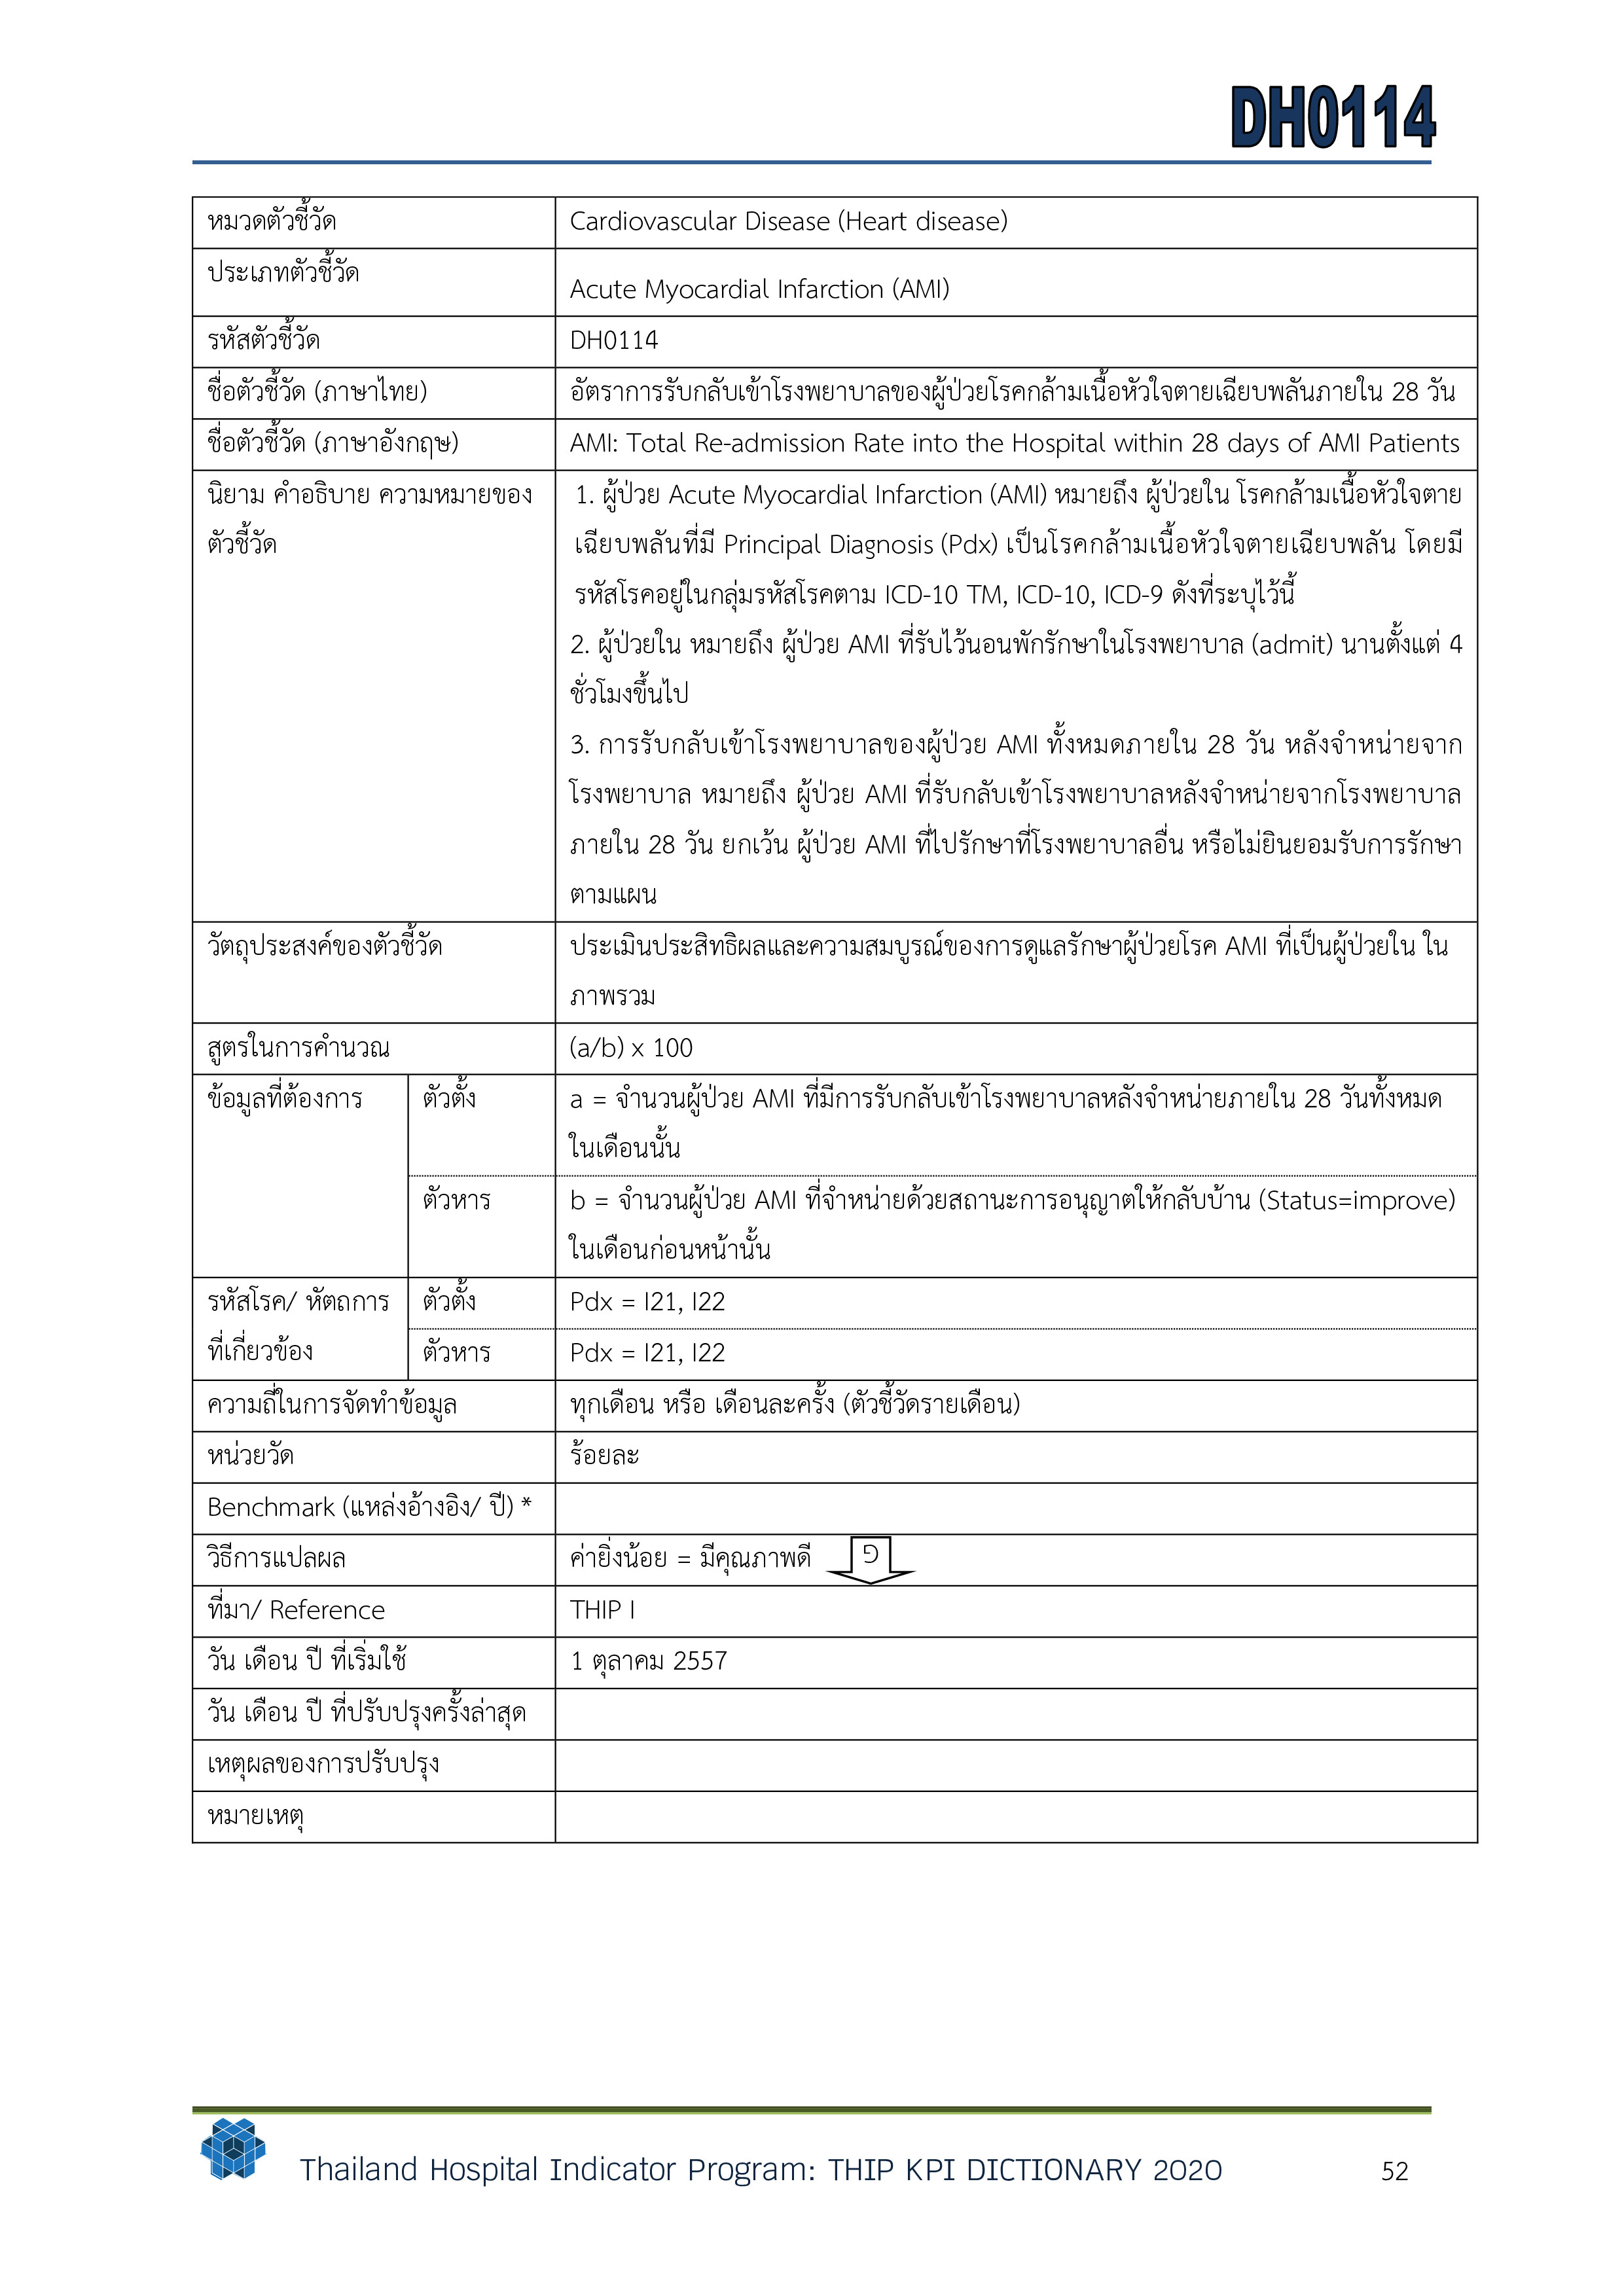 DH0114
หมวดตัวชี้วัด
Cardiovascular Disease (Heart disease)
ประเภทตัวชี้วัด
Acute Myocardial Infarction (AMI)
รหัสตัวชี้วัด
DH0114
ชื่อตัวชี้วัด (ภาษาไทย)
อัตราการรับกลับเข้าโรงพยาบาลของผู้ป่วยโรคกล้ามเนื้อหัวใจตายเฉียบพลันภายใน 28 วัน
ชื่อตัวชี้วัด (ภาษาอังกฤษ)
AMI: Total Re-admission Rate into the Hospital within 28 days of AMI Patients
นิยาม คำอธิบาย ความหมายของ
ตัวชี้วัด
1. ผู้ป่วย Acute Myocardial Infarction (AMI) หมายถึง ผู้ป่วยใน โรคกล้ามเนื้อหัวใจตาย
เฉียบพลันที่มี Principal Diagnosis (Pdx) เป็นโรคกล้ามเนื้อหัวใจตายเฉียบพลัน โดยมี
รหัสโรคอยู่ในกลุ่มรหัสโรคตาม ICD-10 TM, ICD-10, ICD-9 ดังที่ระบุไว้นี้
2. ผู้ป่วยใน หมายถึง ผู้ป่วย AMI ที่รับไว้นอนพักรักษาในโรงพยาบาล (admit) นานตั้งแต่ 4
ชั่วโมงขึ้นไป
3. การรับกลับเข้าโรงพยาบาลของผู้ป่วย AMI ทั้งหมดภายใน 28 วัน หลังจำหน่ายจาก
โรงพยาบาล หมายถึง ผู้ป่วย AMI ที่รับกลับเข้าโรงพยาบาลหลังจำหน่ายจากโรงพยาบาล
ภายใน 28 วัน ยกเว้น ผู้ป่วย AMI ที่ไปรักษาที่โรงพยาบาลอื่น หรือไม่ยินยอมรับการรักษา
ตามแผน
วัตถุประสงค์ของตัวชี้วัด
ประเมินประสิทธิผลและความสมบูรณ์ของการดูแลรักษาผู้ป่วยโรค AMI ที่เป็นผู้ป่วยใน ใน
ภาพรวม
สูตรในการคำนวณ
(a/b) x 100
ข้อมูลที่ต้องการ
ตัวตั้ง
a = จำนวนผู้ป่วย AMI ที่มีการรับกลับเข้าโรงพยาบาลหลังจำหน่ายภายใน 28 วันทั้งหมด
ในเดือนนั้น
ตัวหาร
b = จำนวนผู้ป่วย AMI ที่จำหน่ายด้วยสถานะการอนุญาตให้กลับบ้าน (Status=improve)
ในเดือนก่อนหน้านั้น
รหัสโรค/ หัตถการ
ที่เกี่ยวข้อง
ตัวตั้ง
Pdx = I21, I22
ตัวหาร
Pdx = I21, I22
ความถี่ในการจัดทำข้อมูล
ทุกเดือน หรือ เดือนละครั้ง (ตัวชี้วัดรายเดือน)
หน่วยวัด
ร้อยละ
Benchmark (แหล่งอ้างอิง/ ปี) *
วิธีการแปลผล
ค่ายิ่งน้อย = มีคุณภาพดี
ที่มา/ Reference
THIP I
วัน เดือน ปี ที่เริ่มใช้
1 ตุลาคม 2557
วัน เดือน ปี ที่ปรับปรุงครั้งล่าสุด
เหตุผลของการปรับปรุง
หมายเหตุ
Thailand Hospital Indicator Program: THIP KPI DICTIONARY 2020
52